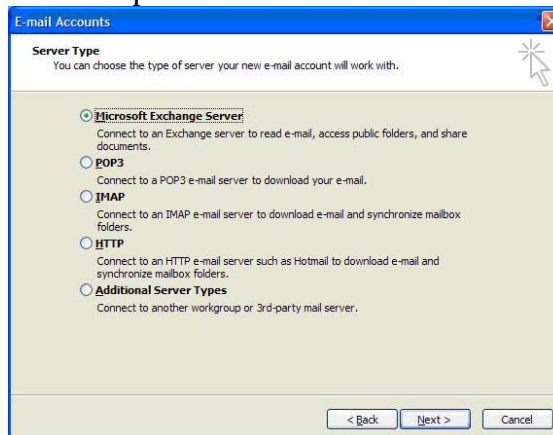 E-mail Accounts
Server Type
You can choose the type of server your new e-mail account will work with.
Microsoft Exchange Server
Connect to an Exchange server to read e-mail, access public folders, and share
documents.
POP3
Connect to a POP3 e-mail server to download your e-mail.
IMAP
Connect to an IMAP e-mail server to download e-mail and synchronize mailbox
folders.
HTTP
Connect to an HTTP e-mail server such as Hotmail to download e-mail and
synchronize mailbox folders.
Additional Server Types
Connect to another workgroup or 3rd-party mail server.
< Back Next > Cancel